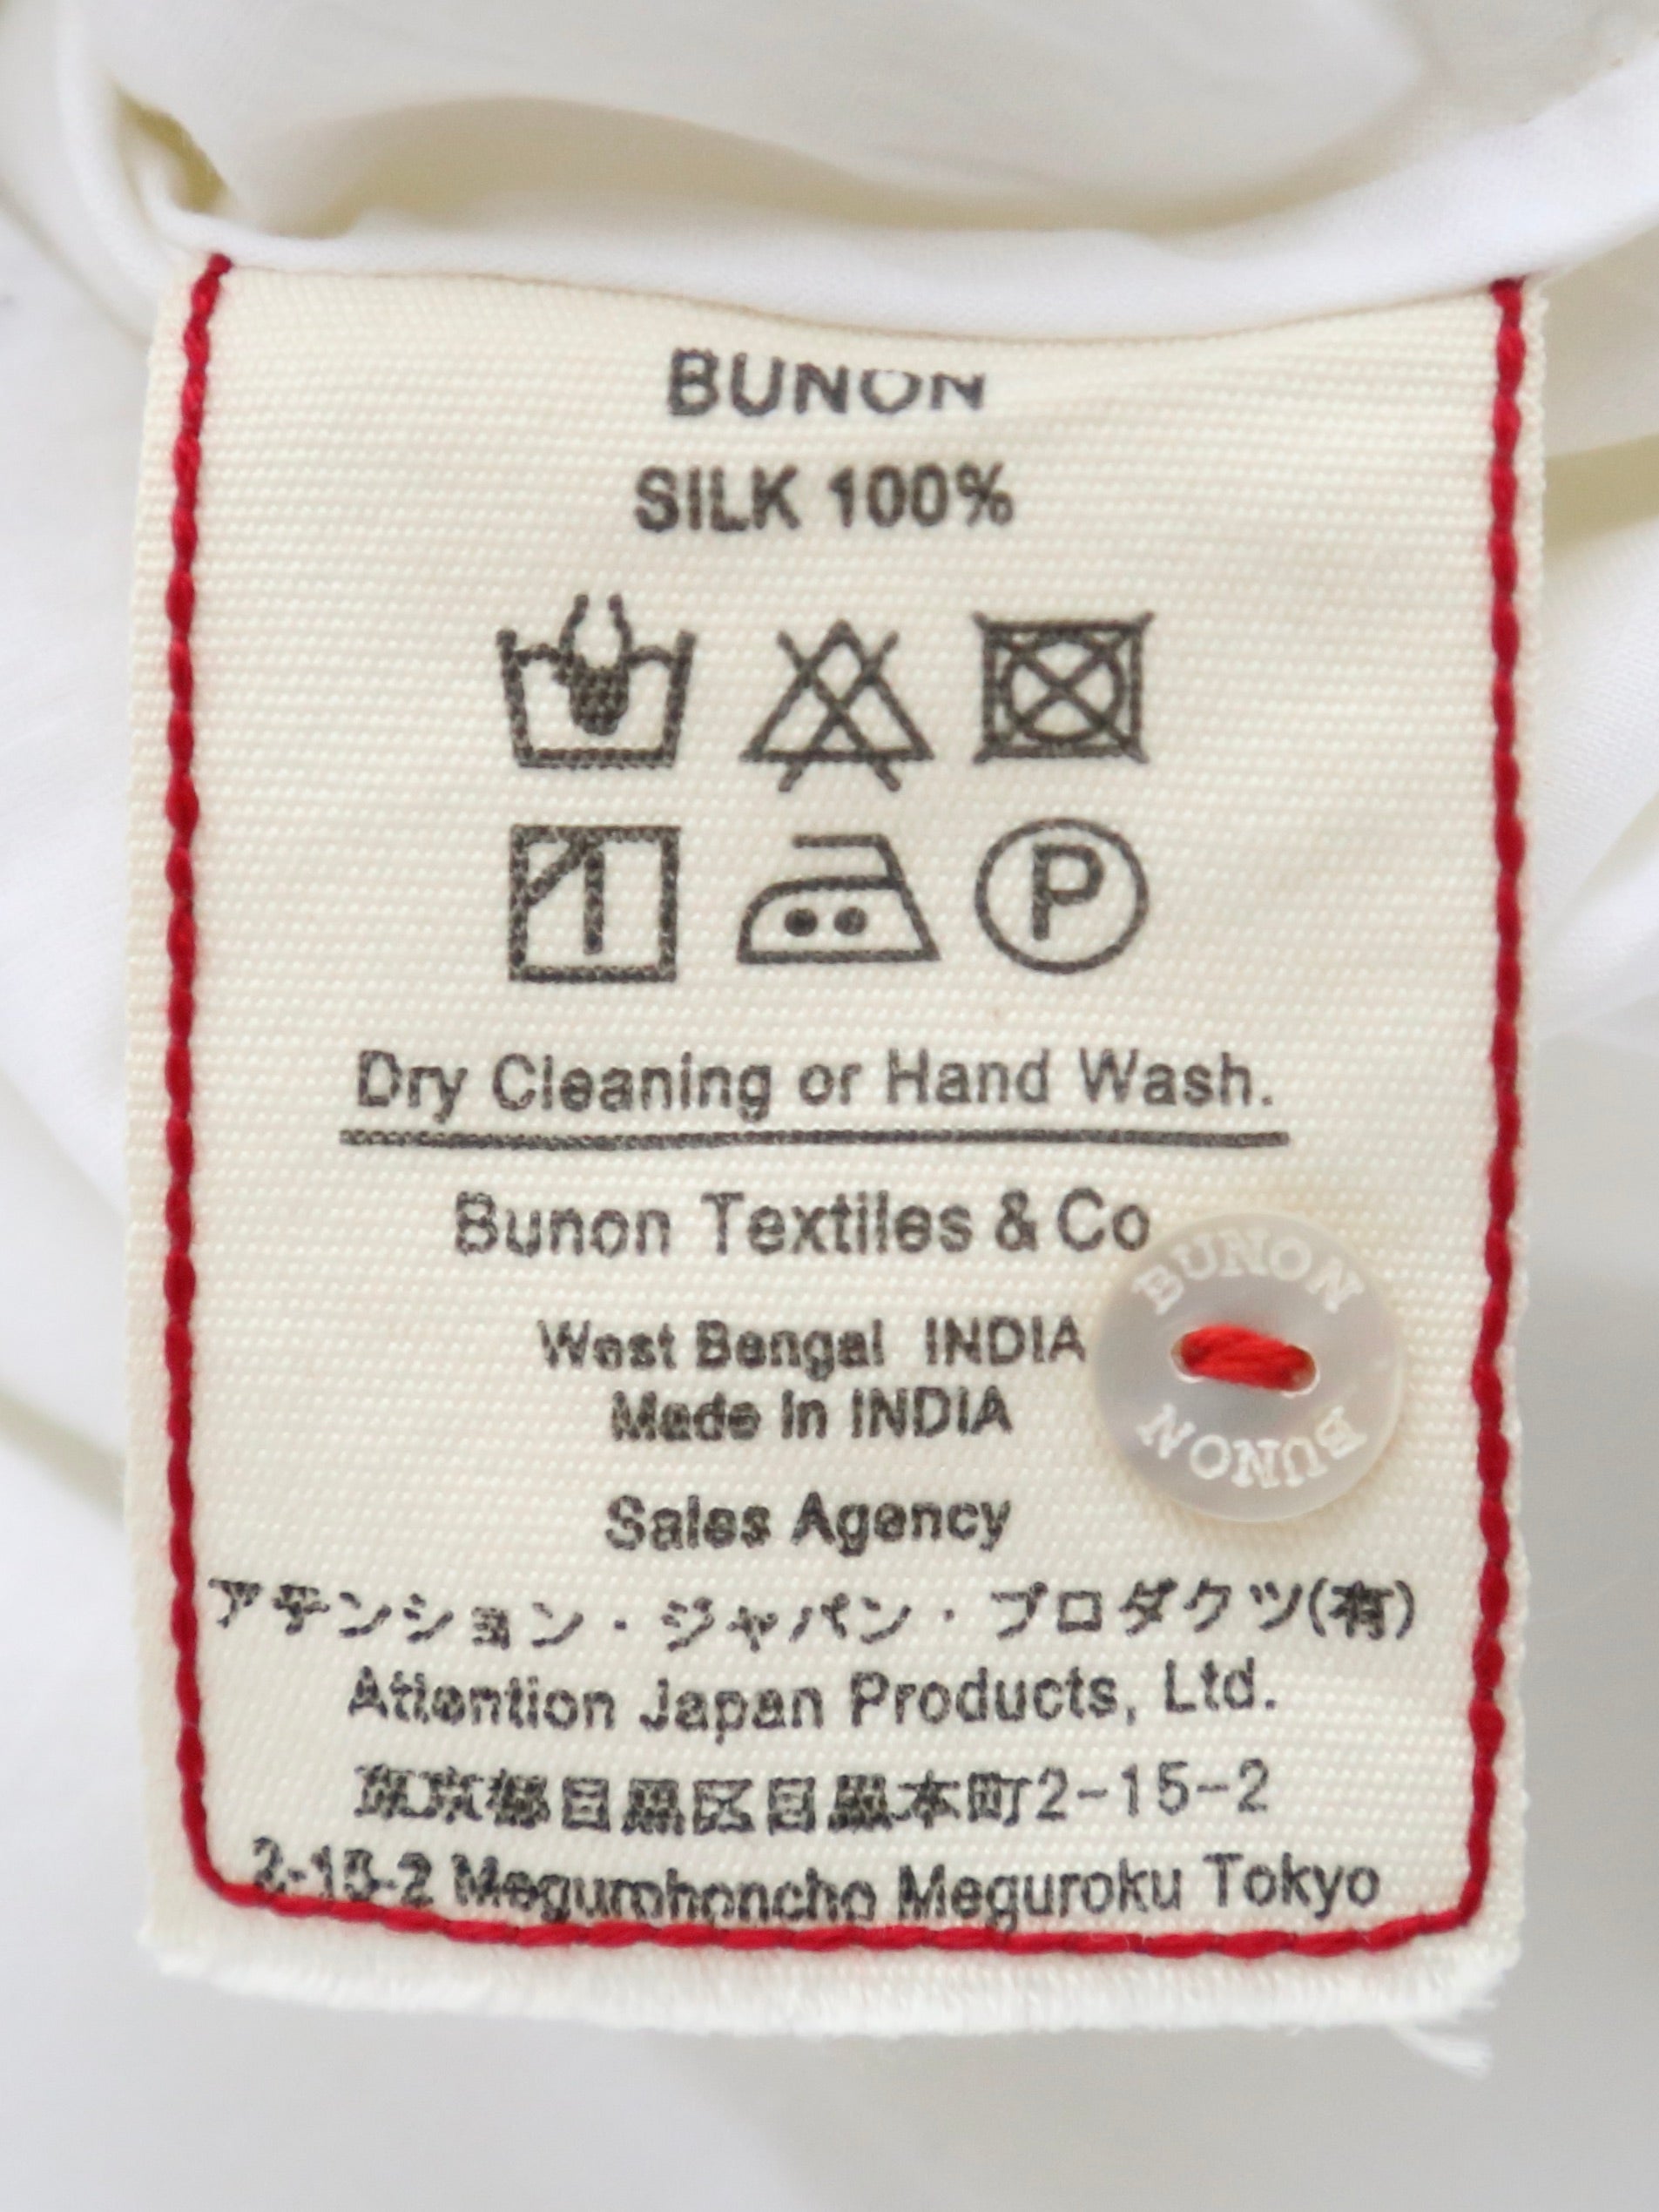 BUNON
SILK 100%
P
Dry Cleaning or Hand Wash.
Bunon Textiles & Co
West Bengal INDIA
Made in INDIA
BUNON
BUNON
Sales Agency
アテンション・ジャパン・プロダクツ(有)
Attention Japan Products, Ltd.
東京都目黒区目黒本町2-15-2
2-15-2 Megurohoncho Meguroku Tokyo